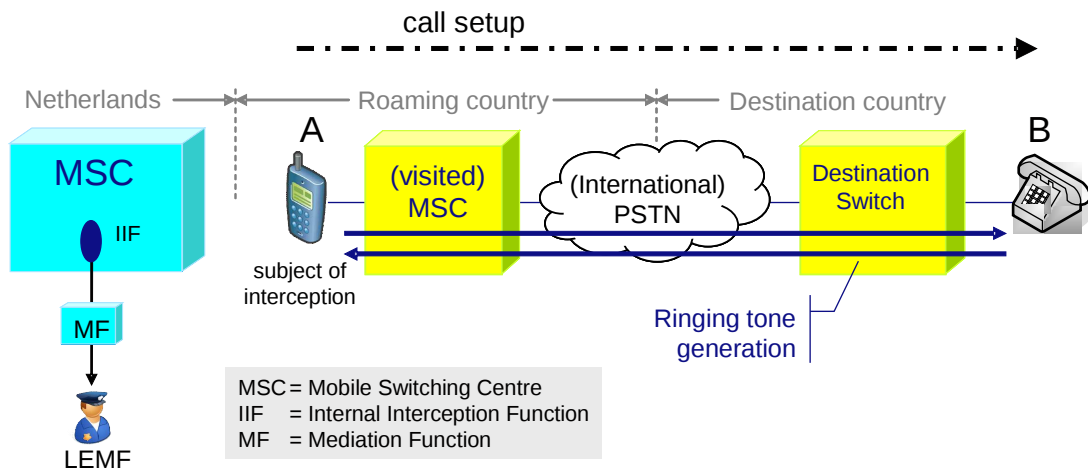 call setup
Netherlands
Roaming country
Destination country
A
B
MSC
IIF
(visited)
MSC
(International)
PSTN
Destination
Switch
subject of
interception
MF
Ringing tone
generation
LEMF
MSC = Mobile Switching Centre
IIF = Internal Interception Function
MF = Mediation Function